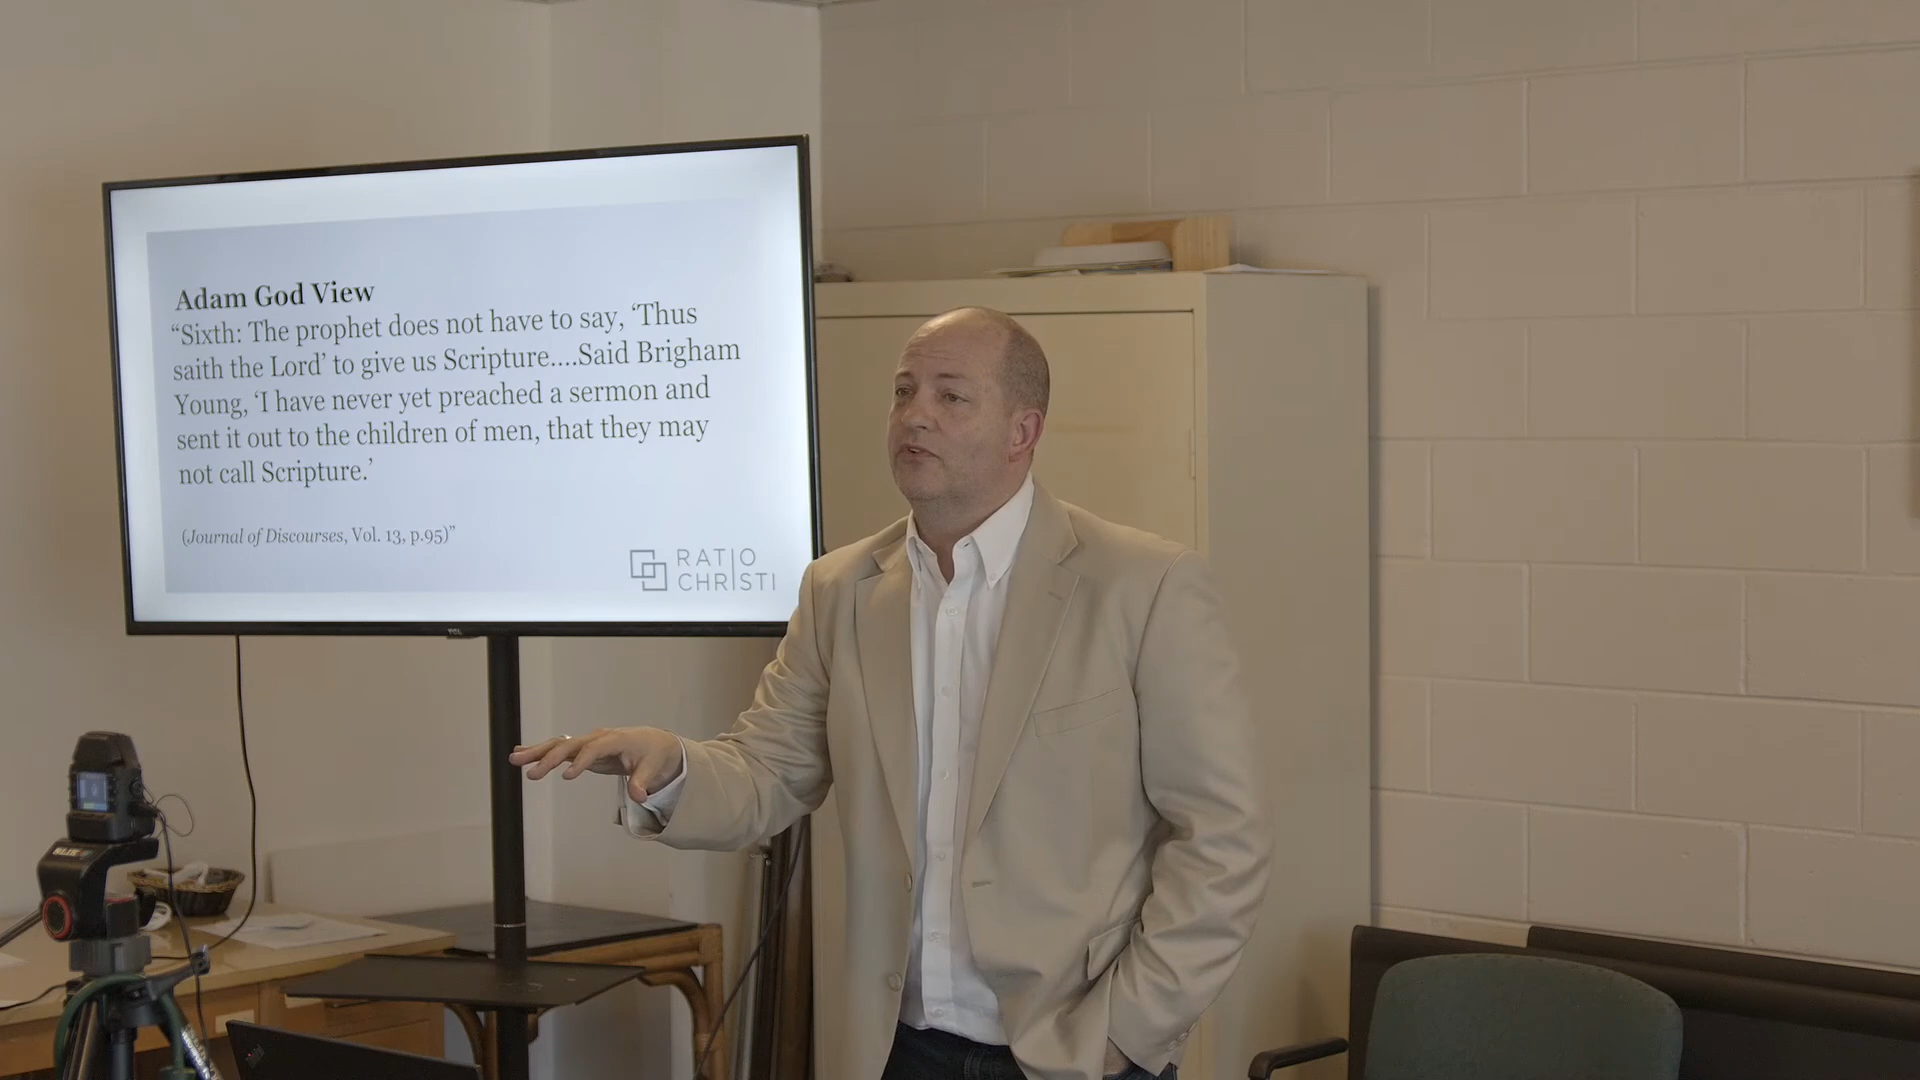 Adam God View
“Sixth: The prophet does not have to say, ‘Thus
saith the Lord’ to give us Scripture....Said Brigham
Young, ‘I have never yet preached a sermon and
sent it out to the children of men, that they may
not call Scripture.’
(Journal of Discourses, Vol. 13, p.95)”
RATIO
CHRISTI
TCL